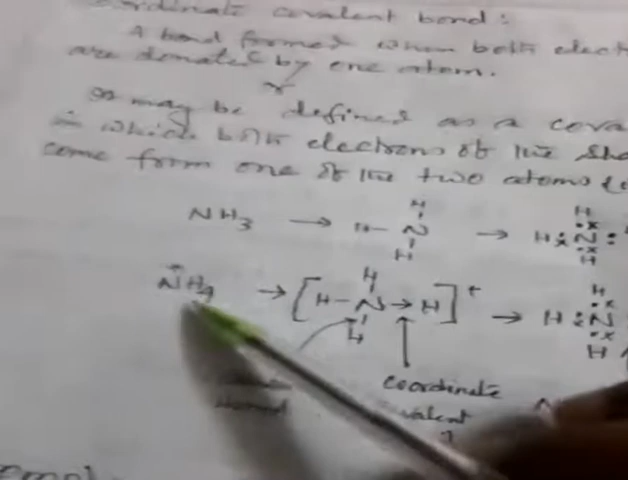 coordinate covalent bond:
A bond formed when both elect
are donated by one atom.
or
It may be defined as a cova
in which both electrons of the sha
come from one of the two atoms
NH3 → H-N H H → H N H H
NH4 → [H-N→H H H]+ → H N H H
coordinate
valent